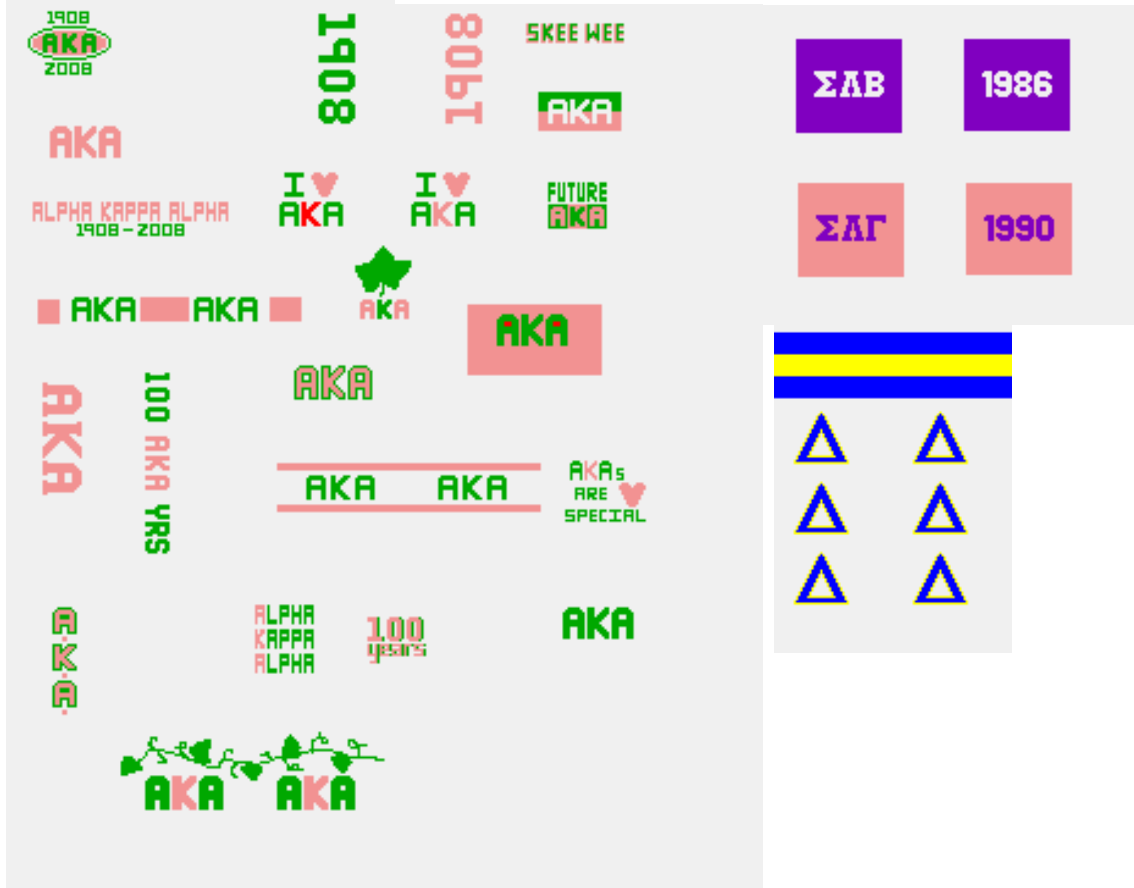 1908
AKA
2008
AKA
ALPHA KAPPA ALPHA
1908-2008
1908
1908
SKEE WEE
AKA
I
AKA
I
AKA
FUTURE
AKA
AKA
AKA AKA
AKA
AKA
AKA
100 AKA YRS
AKA AKA
AKAs
ARE
SPECIAL
A.K.A.
ALPHA
KAPPA
ALPHA
100
years
AKA
AKA AKA
ΣΛΒ
1986
ΣΛΓ
1990
Δ Δ
Δ Δ
Δ Δ